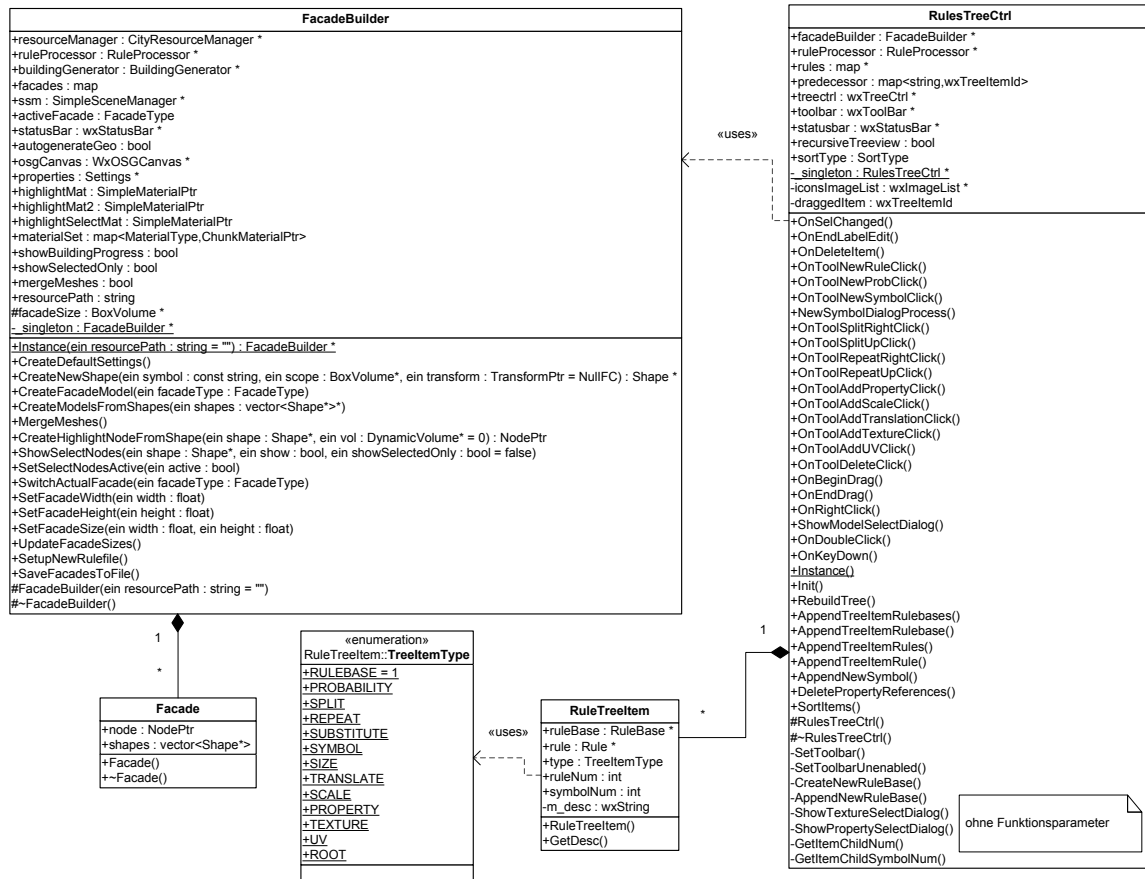 FacadeBuilder
+resourceManager : CityResourceManager *
+ruleProcessor : RuleProcessor *
+buildingGenerator : BuildingGenerator *
+facades : map
+ssm : SimpleSceneManager *
+activeFacade : FacadeType
+statusBar : wxStatusBar *
+autogenerateGeo : bool
+osgCanvas : WxOSGCanvas *
+properties : Settings *
+highlightMat : SimpleMaterialPtr
+highlightMat2 : SimpleMaterialPtr
+highlightSelectMat : SimpleMaterialPtr
+materialSet : map<MaterialType,ChunkMaterialPtr>
+showBuildingProgress : bool
+showSelectedOnly : bool
+mergeMeshes : bool
+resourcePath : string
#facadeSize : BoxVolume *
-_singleton : FacadeBuilder *
+Instance(ein resourcePath : string = "") : FacadeBuilder *
+CreateDefaultSettings()
+CreateNewShape(ein symbol : const string, ein scope : BoxVolume*, ein transform : TransformPtr = NullFC) : Shape *
+CreateFacadeModel(ein facadeType : FacadeType)
+CreateModelsFromShapes(ein shapes : vector<Shape*>*)
+MergeMeshes()
+CreateHighlightNodeFromShape(ein shape : Shape*, ein vol : DynamicVolume* = 0) : NodePtr
+ShowSelectNodes(ein shape : Shape*, ein show : bool, ein showSelectedOnly : bool = false)
+SetSelectNodesActive(ein active : bool)
+SwitchActualFacade(ein facadeType : FacadeType)
+SetFacadeWidth(ein width : float)
+SetFacadeHeight(ein height : float)
+SetFacadeSize(ein width : float, ein height : float)
+UpdateFacadeSizes()
+SetupNewRulefile()
+SaveFacadesToFile()
#FacadeBuilder(ein resourcePath : string = "")
#~FacadeBuilder()
«uses»
RulesTreeCtrl
+facadeBuilder : FacadeBuilder *
+ruleProcessor : RuleProcessor *
+rules : map *
+predecessor : map<string,wxTreeItemId>
+treectrl : wxTreeCtrl *
+toolbar : wxToolBar *
+statusbar : wxStatusBar *
+recursiveTreeview : bool
+sortType : SortType
-_singleton : RulesTreeCtrl *
-iconsImageList : wxImageList *
-draggedItem : wxTreeItemId
+OnSelChanged()
+OnEndLabelEdit()
+OnDeleteItem()
+OnToolNewRuleClick()
+OnToolNewProbClick()
+OnToolNewSymbolClick()
+NewSymbolDialogProcess()
+OnToolSplitRightClick()
+OnToolSplitUpClick()
+OnToolRepeatRightClick()
+OnToolRepeatUpClick()
+OnToolAddPropertyClick()
+OnToolAddScaleClick()
+OnToolAddTranslationClick()
+OnToolAddTextureClick()
+OnToolAddUVClick()
+OnToolDeleteClick()
+OnBeginDrag()
+OnEndDrag()
+OnRightClick()
+ShowModelSelectDialog()
+OnDoubleClick()
+OnKeyDown()
+Instance()
+Init()
+RebuildTree()
+AppendTreeItemRulebases()
+AppendTreeItemRulebase()
+AppendTreeItemRules()
+AppendTreeItemRule()
+AppendNewSymbol()
+DeletePropertyReferences()
+SortItems()
#RulesTreeCtrl()
#~RulesTreeCtrl()
-SetToolbar()
-SetToolbarUnenabled()
-CreateNewRuleBase()
-AppendNewRuleBase()
-ShowTextureSelectDialog()
-ShowPropertySelectDialog()
-GetItemChildNum()
-GetItemChildSymbolNum()
ohne Funktionsparameter
1
*
Facade
+node : NodePtr
+shapes : vector<Shape*>
+Facade()
+~Facade()
«enumeration»
RuleTreeItem::TreeItemType
+RULEBASE = 1
+PROBABILITY
+SPLIT
+REPEAT
+SUBSTITUTE
+SYMBOL
+SIZE
+TRANSLATE
+SCALE
+PROPERTY
+TEXTURE
+UV
+ROOT
«uses»
RuleTreeItem
+ruleBase : RuleBase *
+rule : Rule *
+type : TreeItemType
+ruleNum : int
+symbolNum : int
-m_desc : wxString
+RuleTreeItem()
+GetDesc()
1
*